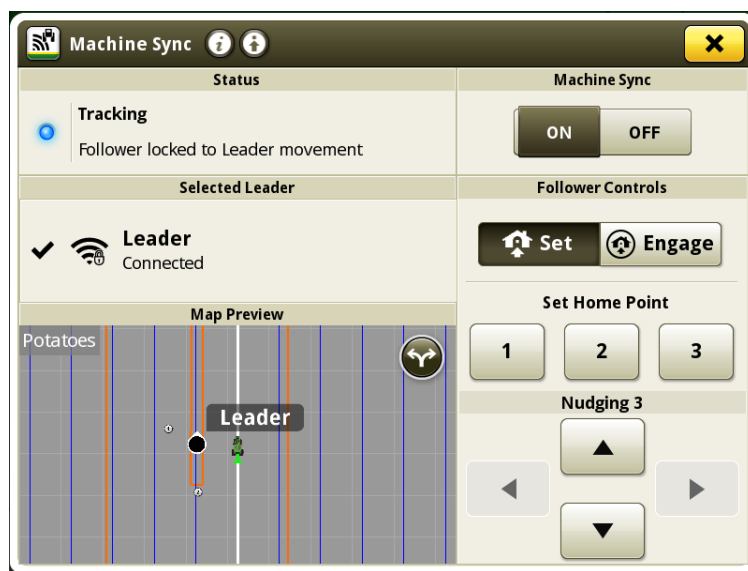 Machine Sync
Status
Tracking
Follower locked to Leader movement
Selected Leader
Leader
Connected
Map Preview
Potatoes
Leader
Machine Sync
ON
OFF
Follower Controls
Set
Engage
Set Home Point
1
2
3
Nudging 3